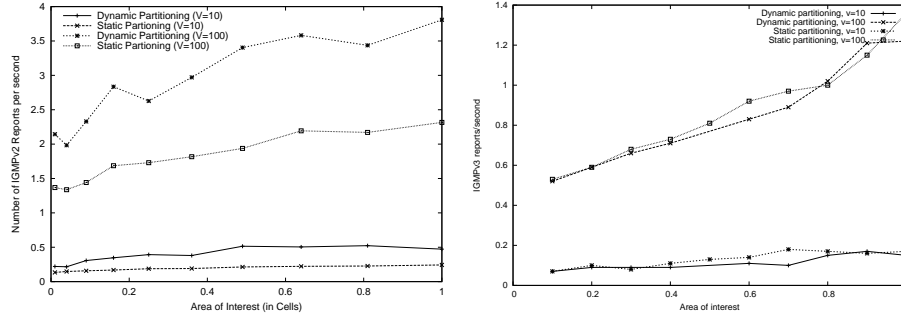 Dynamic Partitioning (V=10)
Static Partioning (V=10)
Dynamic Partitioning (V=100)
Static Partioning (V=100)
4
3.5
3
2.5
2
1.5
1
0.5
0
0
0.2
0.4
0.6
0.8
1
Number of IGMPv2 Reports per second
Area of Interest (in Cells)
Dynamic partitioning, v=10
Dynamic partitioning, v=100
Static partitioning, v=10
Static partitioning, v=100
1.4
1.2
1
0.8
0.6
0.4
0.2
0
0
0.2
0.4
0.6
0.8
IGMPv3 reports/second
Area of interest